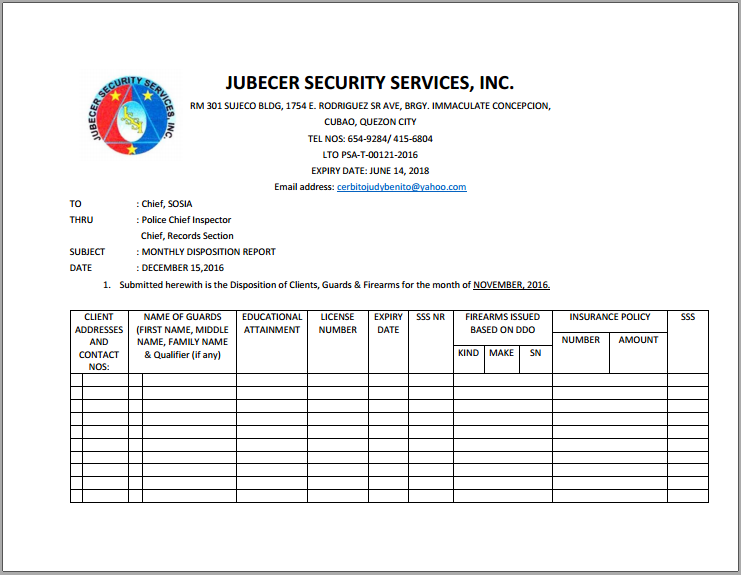 JUBECER SECURITY SERVICES, INC.
JUBECER SECURITY SERVICES, INC.
RM 301 SUJECO BLDG, 1754 E. RODRIGUEZ SR AVE, BRGY. IMMACULATE CONCEPCION,
CUBAO, QUEZON CITY
TEL NOS: 654-9284/ 415-6804
LTO PSA-T-00121-2016
EXPIRY DATE: JUNE 14, 2018
Email address: cerbitojudybenito@yahoo.com
TO : Chief, SOSIA
THRU : Police Chief Inspector
Chief, Records Section
SUBJECT : MONTHLY DISPOSITION REPORT
DATE : DECEMBER 15,2016
1. Submitted herewith is the Disposition of Clients, Guards & Firearms for the month of NOVEMBER, 2016.
CLIENT
ADDRESSES
AND
CONTACT
NOS:
NAME OF GUARDS
(FIRST NAME, MIDDLE
NAME, FAMILY NAME
& Qualifier (if any)
EDUCATIONAL
ATTAINMENT
LICENSE
NUMBER
EXPIRY
DATE
SSS NR
FIREARMS ISSUED
BASED ON DDO
KIND
MAKE
SN
INSURANCE POLICY
NUMBER
AMOUNT
SSS